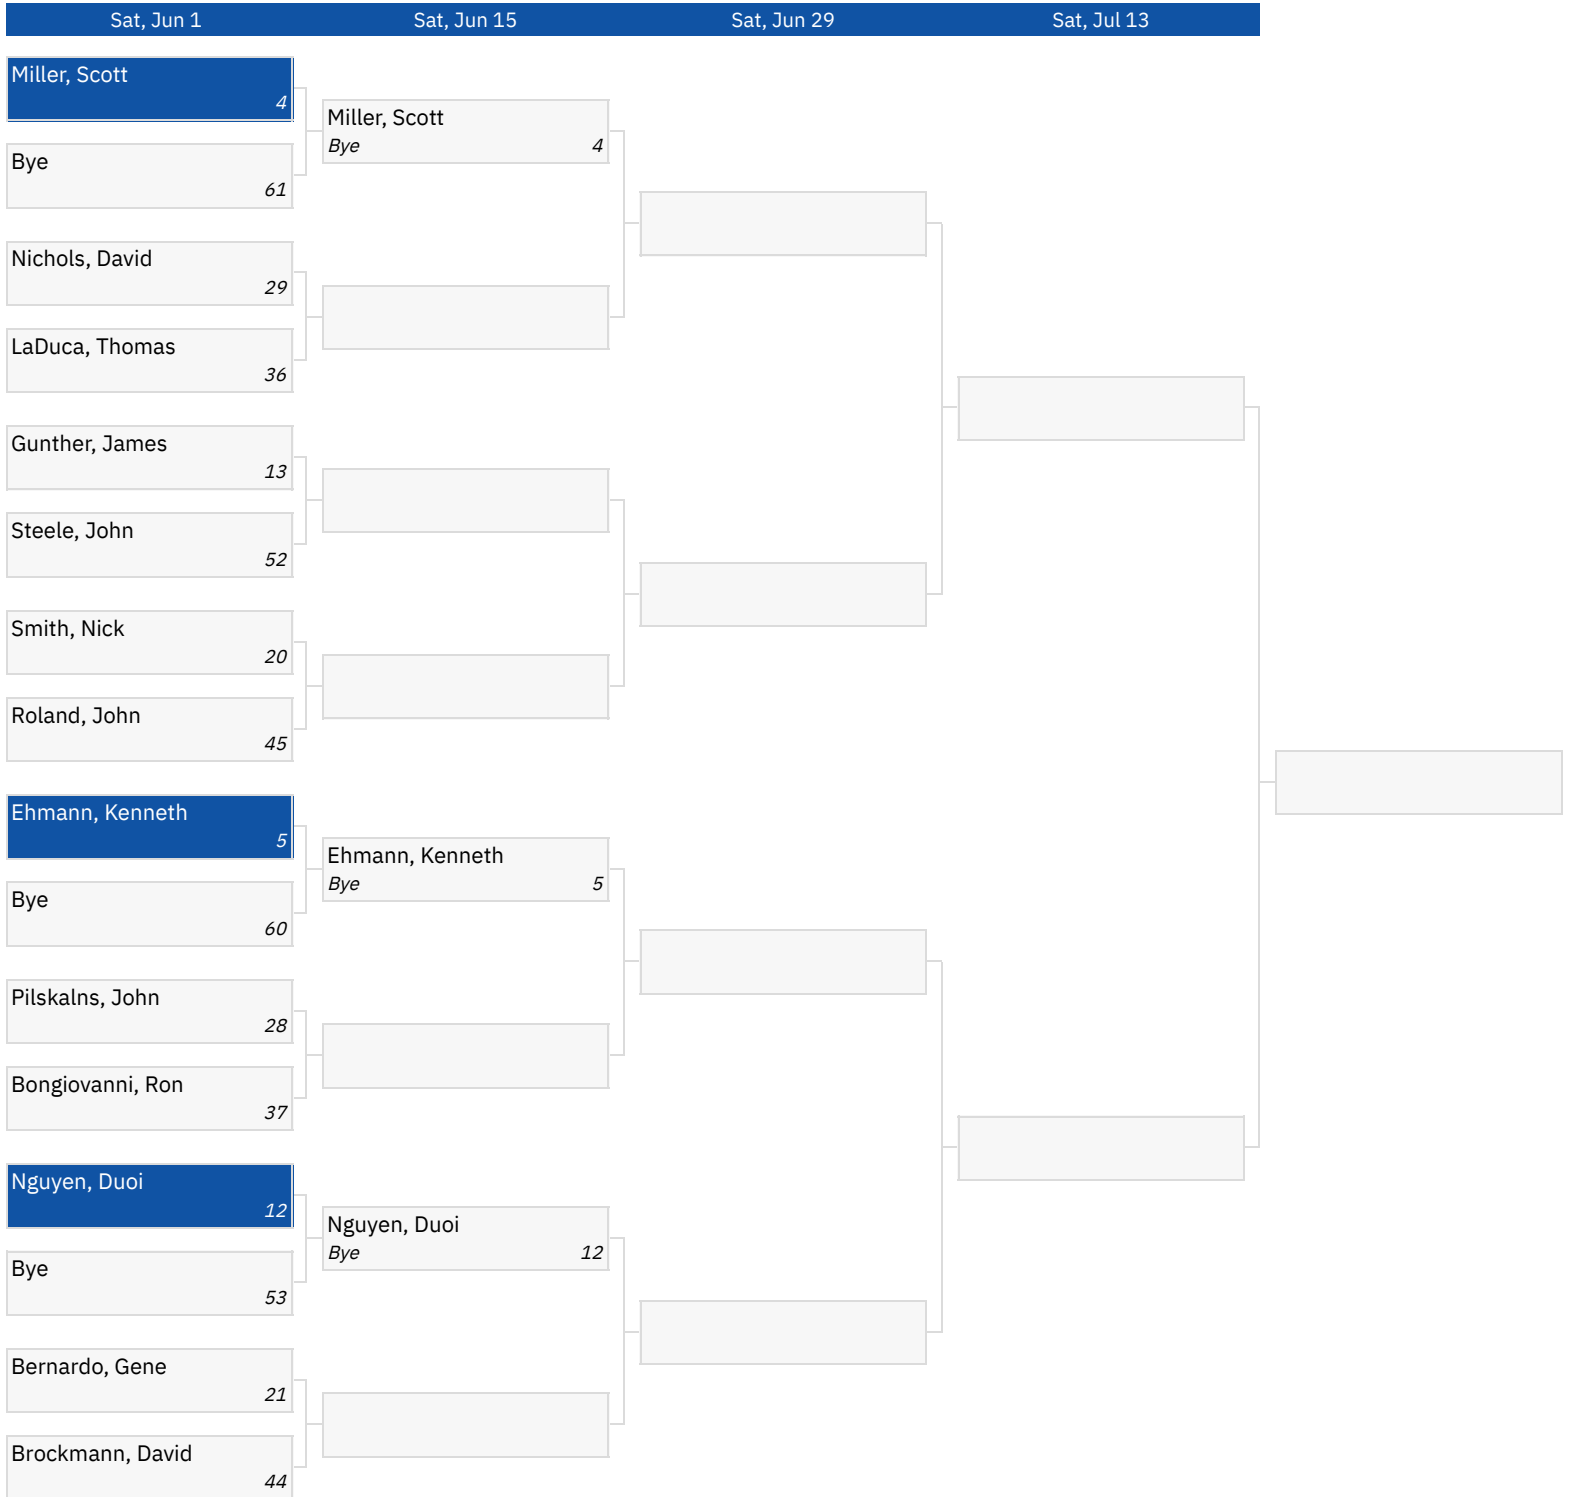 Sat, Jun 1
Sat, Jun 15
Sat, Jun 29
Sat, Jul 13
Miller, Scott
4
Bye
61
Nichols, David
29
LaDuca, Thomas
36
Gunther, James
13
Steele, John
52
Smith, Nick
20
Roland, John
45
Ehmann, Kenneth
5
Bye
60
Pilskalns, John
28
Bongiovanni, Ron
37
Nguyen, Duoi
12
Bye
53
Bernardo, Gene
21
Brockmann, David
44
Miller, Scott
Bye 4
Ehmann, Kenneth
Bye 5
Nguyen, Duoi
Bye 12